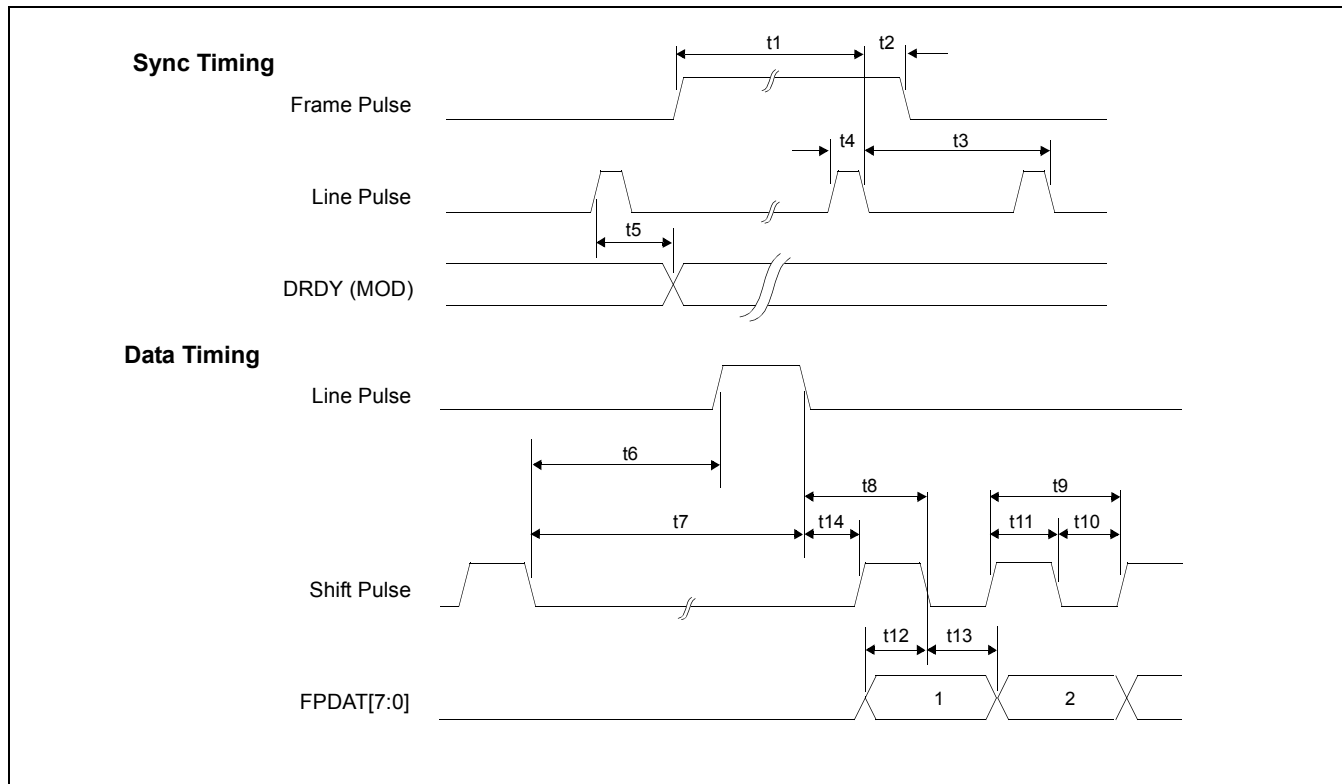 Sync Timing
t1
t2
Frame Pulse
t4
t3
Line Pulse
t5
DRDY (MOD)
Data Timing
Line Pulse
t6
t8
t9
t7
t14
t11
t10
Shift Pulse
t12
t13
FPDAT[7:0]
1
2